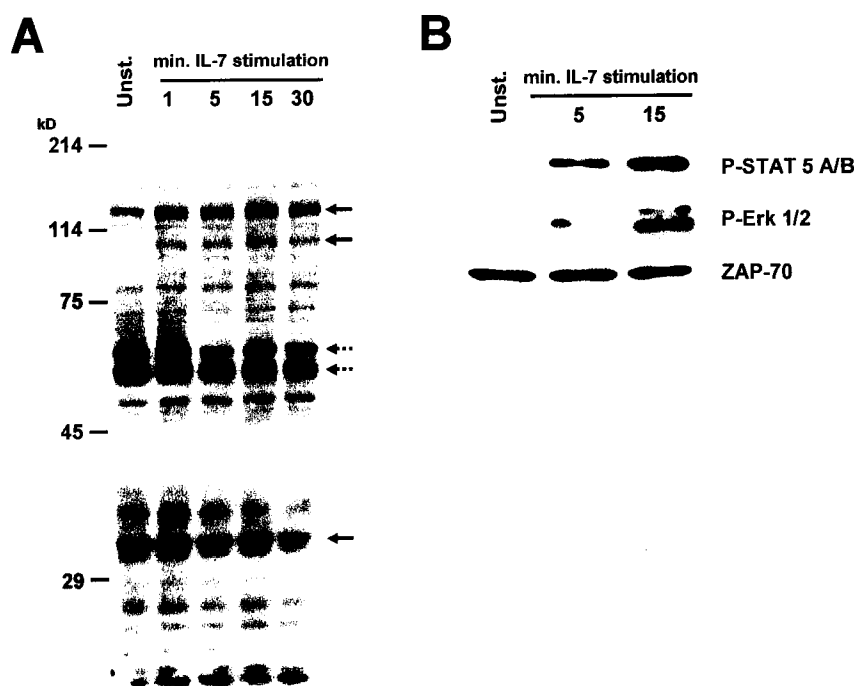 A
Unst.
min. IL-7 stimulation
1 5 15 30
kD
214
114
75
45
29
B
Unst.
min. IL-7 stimulation
5 15
P-STAT 5 A/B
P-Erk 1/2
ZAP-70